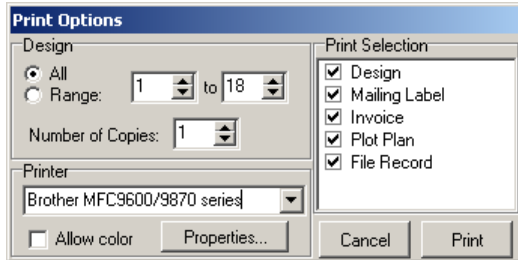 Print Options
Design
All
Range: 1 to 18
Number of Copies: 1
Printer
Brother MFC9600/9870 series
Allow color Properties...
Print Selection
Design
Mailing Label
Invoice
Plot Plan
File Record
Cancel Print